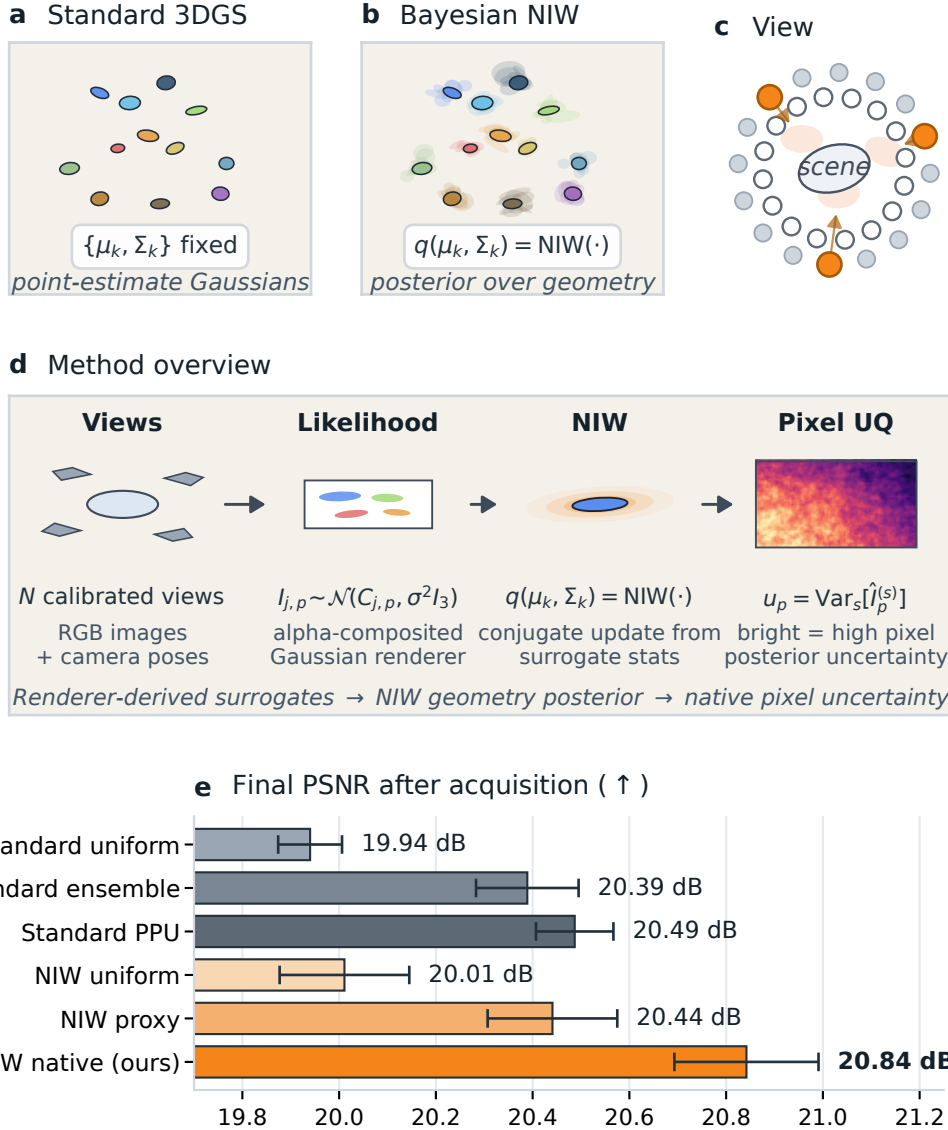 a Standard 3DGS
b Bayesian NIW
c View
{μ_k, Σ_k} fixed
point-estimate Gaussians
q(μ_k, Σ_k) = NIW(·)
posterior over geometry
scene
d Method overview
Views
Likelihood
NIW
Pixel UQ
N calibrated views
I_{j,p} ~ 𝒩(C_{j,p}, σ²I₃)
q(μ_k, Σ_k) = NIW(·)
u_p = Var_s[Î_p^{(s)}]
RGB images
+ camera poses
alpha-composited
Gaussian renderer
conjugate update from
surrogate stats
bright = high pixel
posterior uncertainty
Renderer-derived surrogates → NIW geometry posterior → native pixel uncertainty
e Final PSNR after acquisition (↑)
andard uniform 19.94 dB
ndard ensemble 20.39 dB
Standard PPU 20.49 dB
NIW uniform 20.01 dB
NIW proxy 20.44 dB
W native (ours) 20.84 dB
19.8 20.0 20.2 20.4 20.6 20.8 21.0 21.2